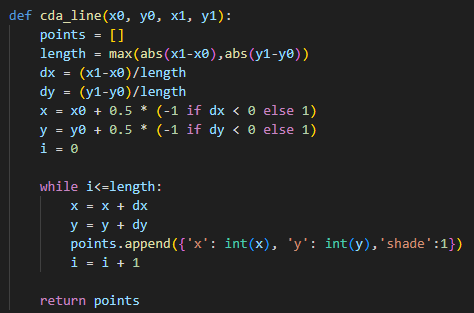 def cda_line(x0, y0, x1, y1):
    points = []
    length = max(abs(x1-x0),abs(y1-y0))
    dx = (x1-x0)/length
    dy = (y1-y0)/length
    x = x0 + 0.5 * (-1 if dx < 0 else 1)
    y = y0 + 0.5 * (-1 if dy < 0 else 1)
    i = 0

    while i<=length:
        x = x + dx
        y = y + dy
        points.append({'x': int(x), 'y': int(y),'shade':1})
        i = i + 1

    return points